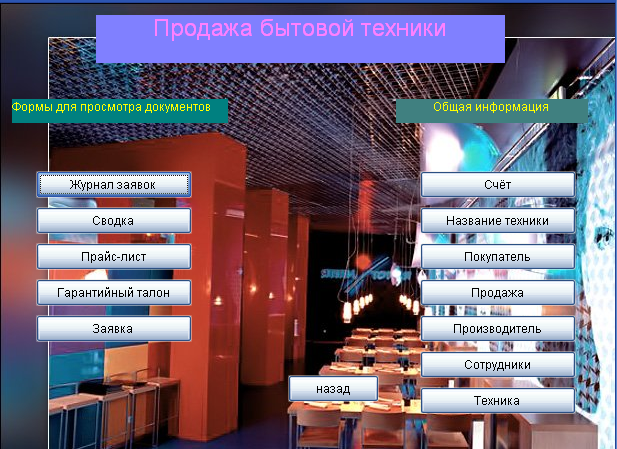 Продажа бытовой техники
Формы для просмотра документов
Общая информация
Журнал заявок
Сводка
Прайс-лист
Гарантийный талон
Заявка
Счёт
Название техники
Покупатель
Продажа
Производитель
Сотрудники
Техника
назад